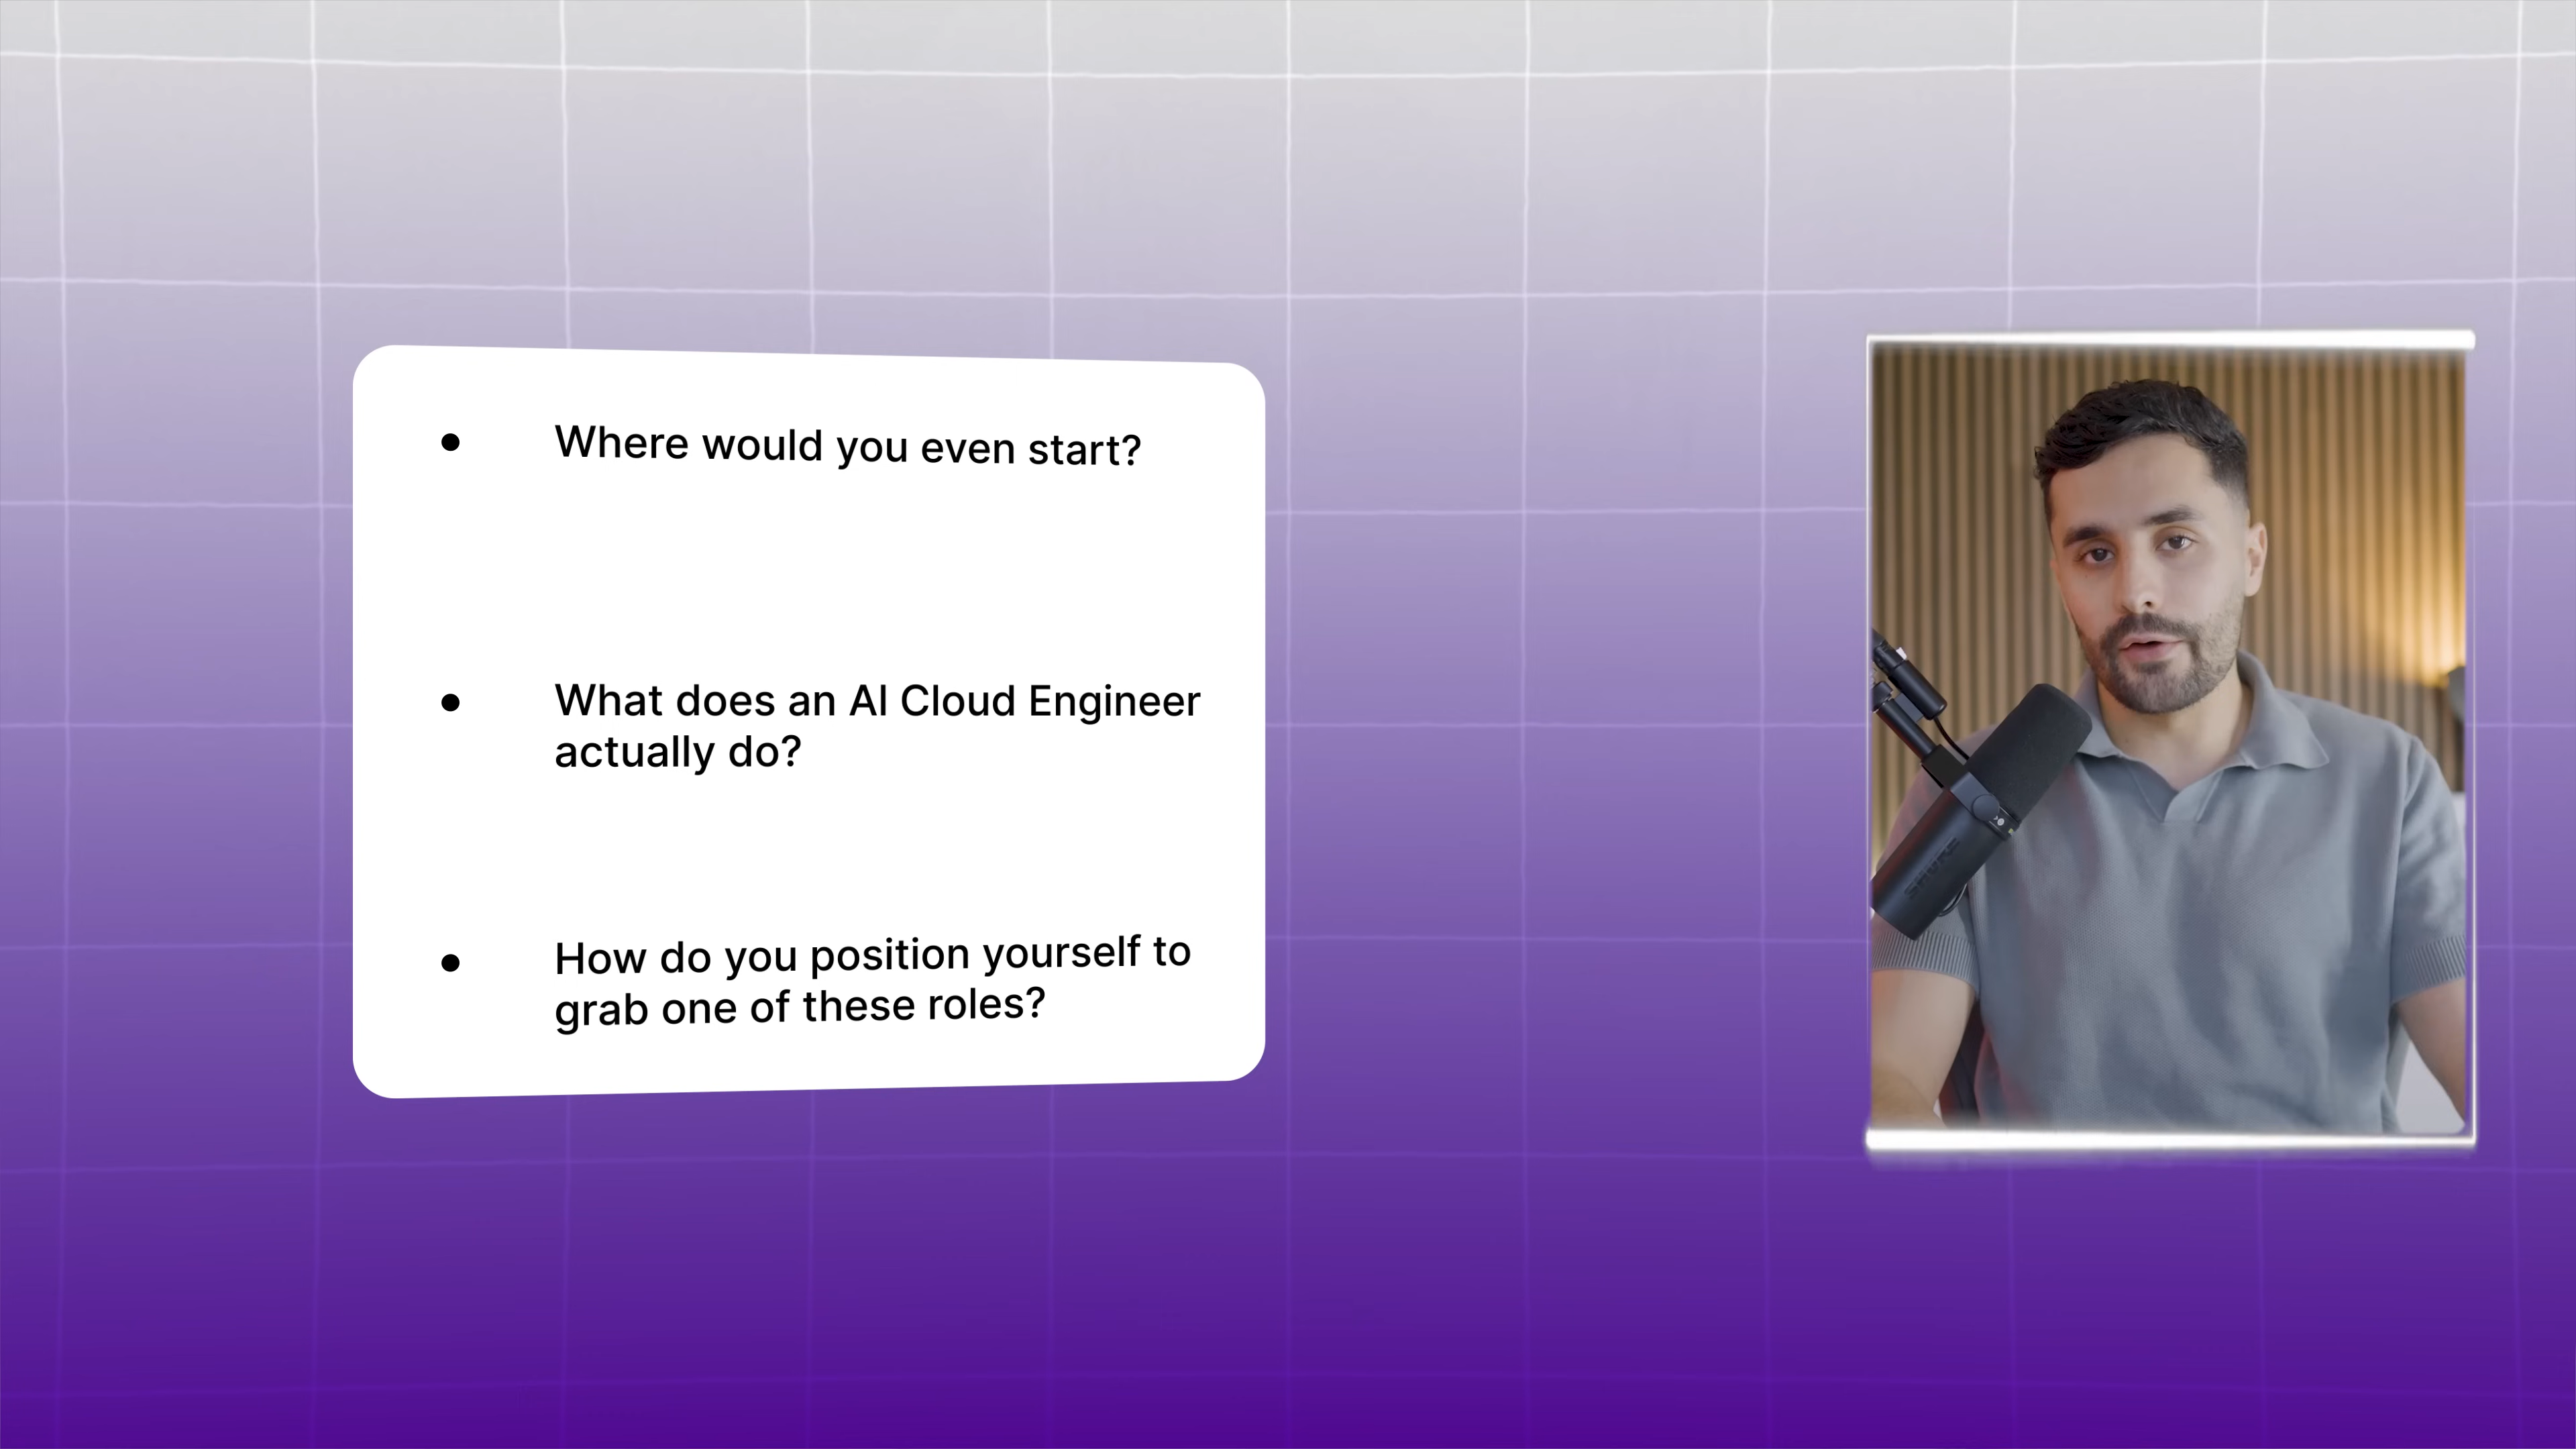 • Where would you even start?
• What does an AI Cloud Engineer
actually do?
• How do you position yourself to
grab one of these roles?
SHURE